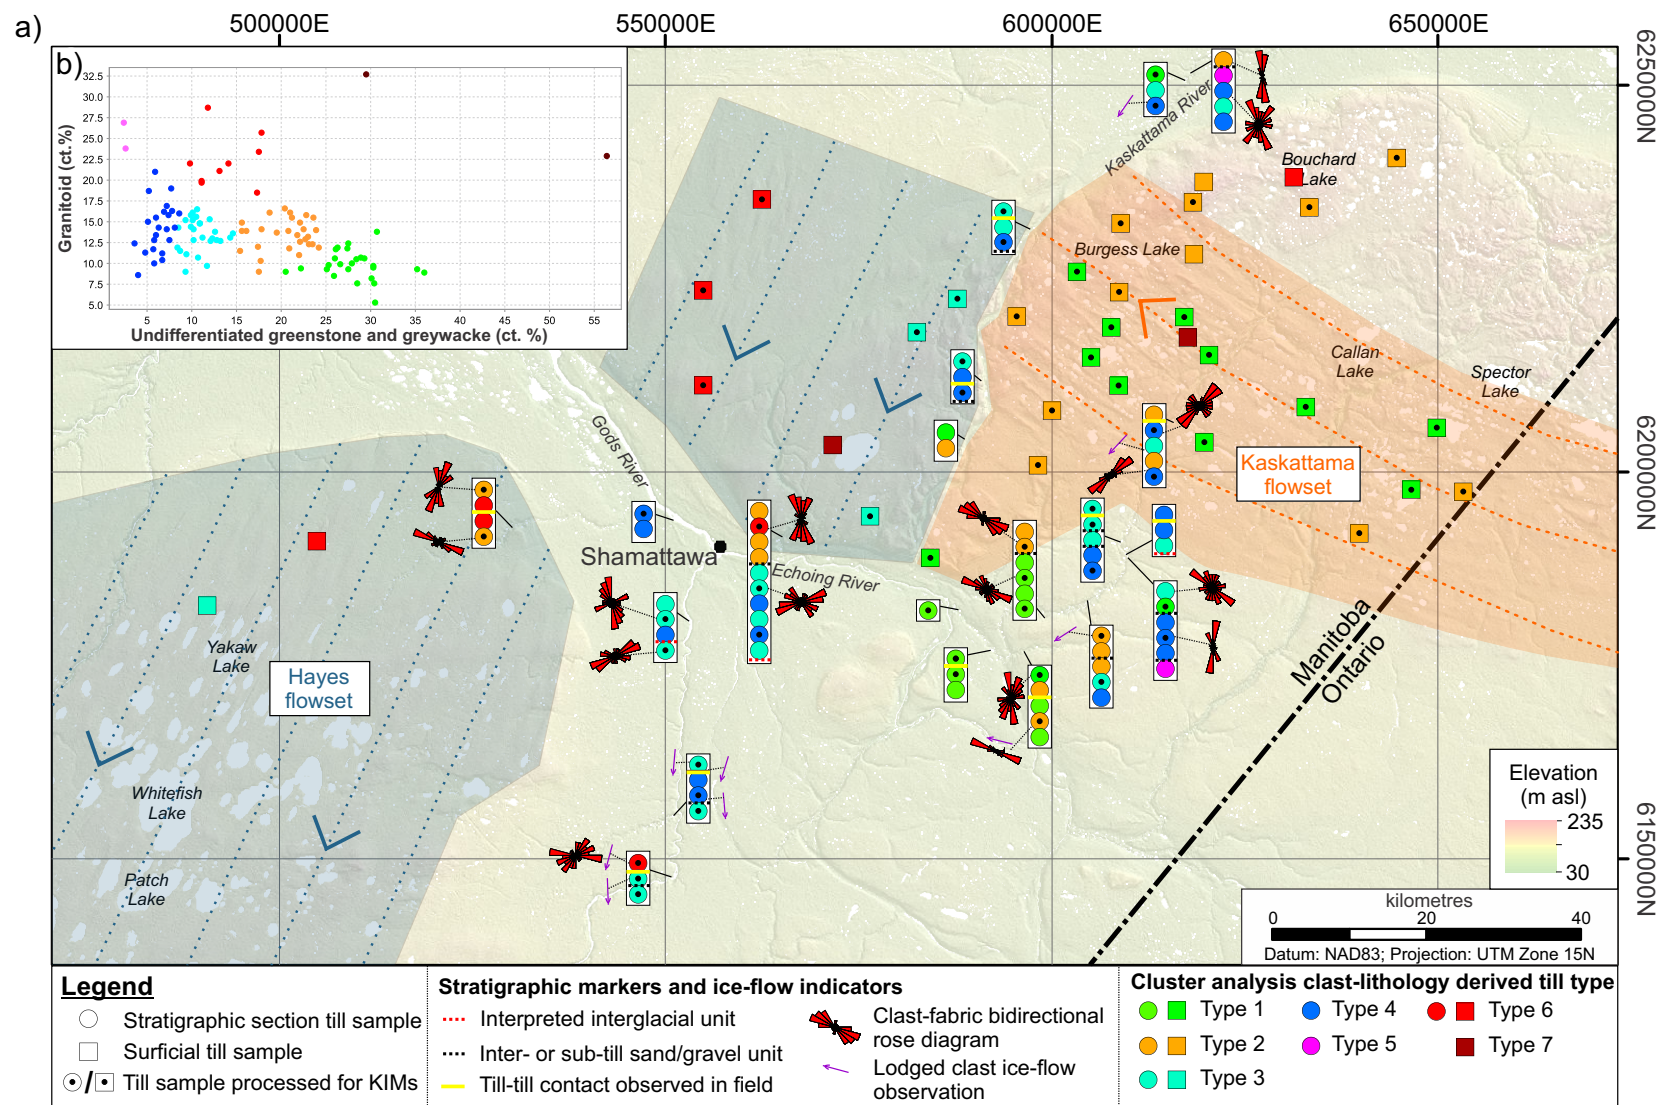 a)
500000E
550000E
600000E
650000E
6250000N
6200000N
6150000N
b)
Granitoid (ct.%)
32.5
30.0
27.5
25.0
22.5
20.0
17.5
15.0
12.5
10.0
7.5
5.0
5
10
15
20
25
30
35
40
45
50
55
Undifferentiated greenstone and greywacke (ct. %)
Kaskattama River
Bouchard
Lake
Burgess Lake
Callan
Lake
Spector
Lake
Gods River
Kaskattama
flowset
Shamattawa
Echoing River
Yakaw
Lake
Hayes
flowset
Manitoba
Ontario
Whitefish
Lake
Patch
Lake
Elevation
(m asl)
235
30
kilometres
0
20
40
Datum: NAD83; Projection: UTM Zone 15N
Legend
Stratigraphic section till sample
Surficial till sample
/ Till sample processed for KIMs
Stratigraphic markers and ice-flow indicators
Interpreted interglacial unit
Inter- or sub-till sand/gravel unit
Till-till contact observed in field
Clast-fabric bidirectional
rose diagram
Lodged clast ice-flow
observation
Cluster analysis clast-lithology derived till type
Type 1
Type 2
Type 3
Type 4
Type 5
Type 6
Type 7